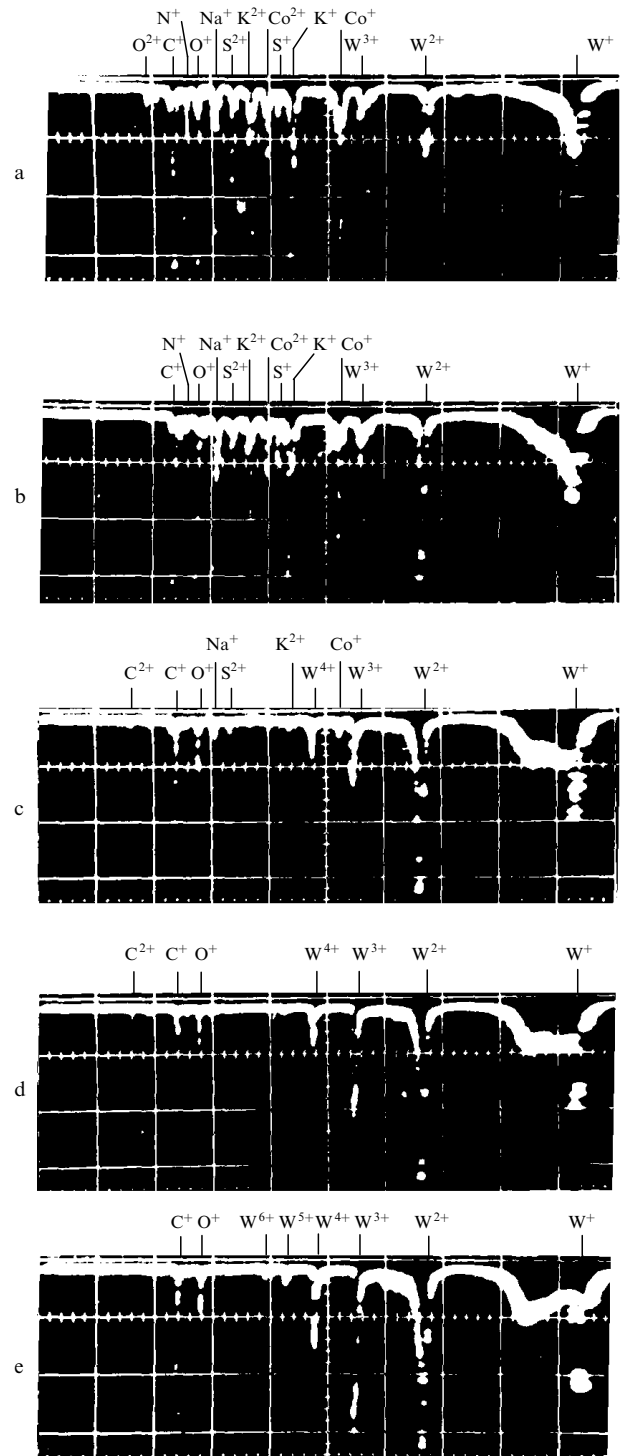 N⁺ Na⁺ K²⁺ Co²⁺ K⁺ Co⁺
O²⁺ C⁺ O⁺ S²⁺ S⁺ W³⁺ W²⁺ W⁺
a
N⁺ Na⁺ K²⁺ Co²⁺ K⁺ Co⁺
C⁺ O⁺ S²⁺ S⁺ W³⁺ W²⁺ W⁺
b
Na⁺ K²⁺ Co⁺
C²⁺ C⁺ O⁺ S²⁺ W⁴⁺ W³⁺ W²⁺ W⁺
c
C²⁺ C⁺ O⁺ W⁴⁺ W³⁺ W²⁺ W⁺
d
C⁺ O⁺ W⁶⁺ W⁵⁺ W⁴⁺ W³⁺ W²⁺ W⁺
e